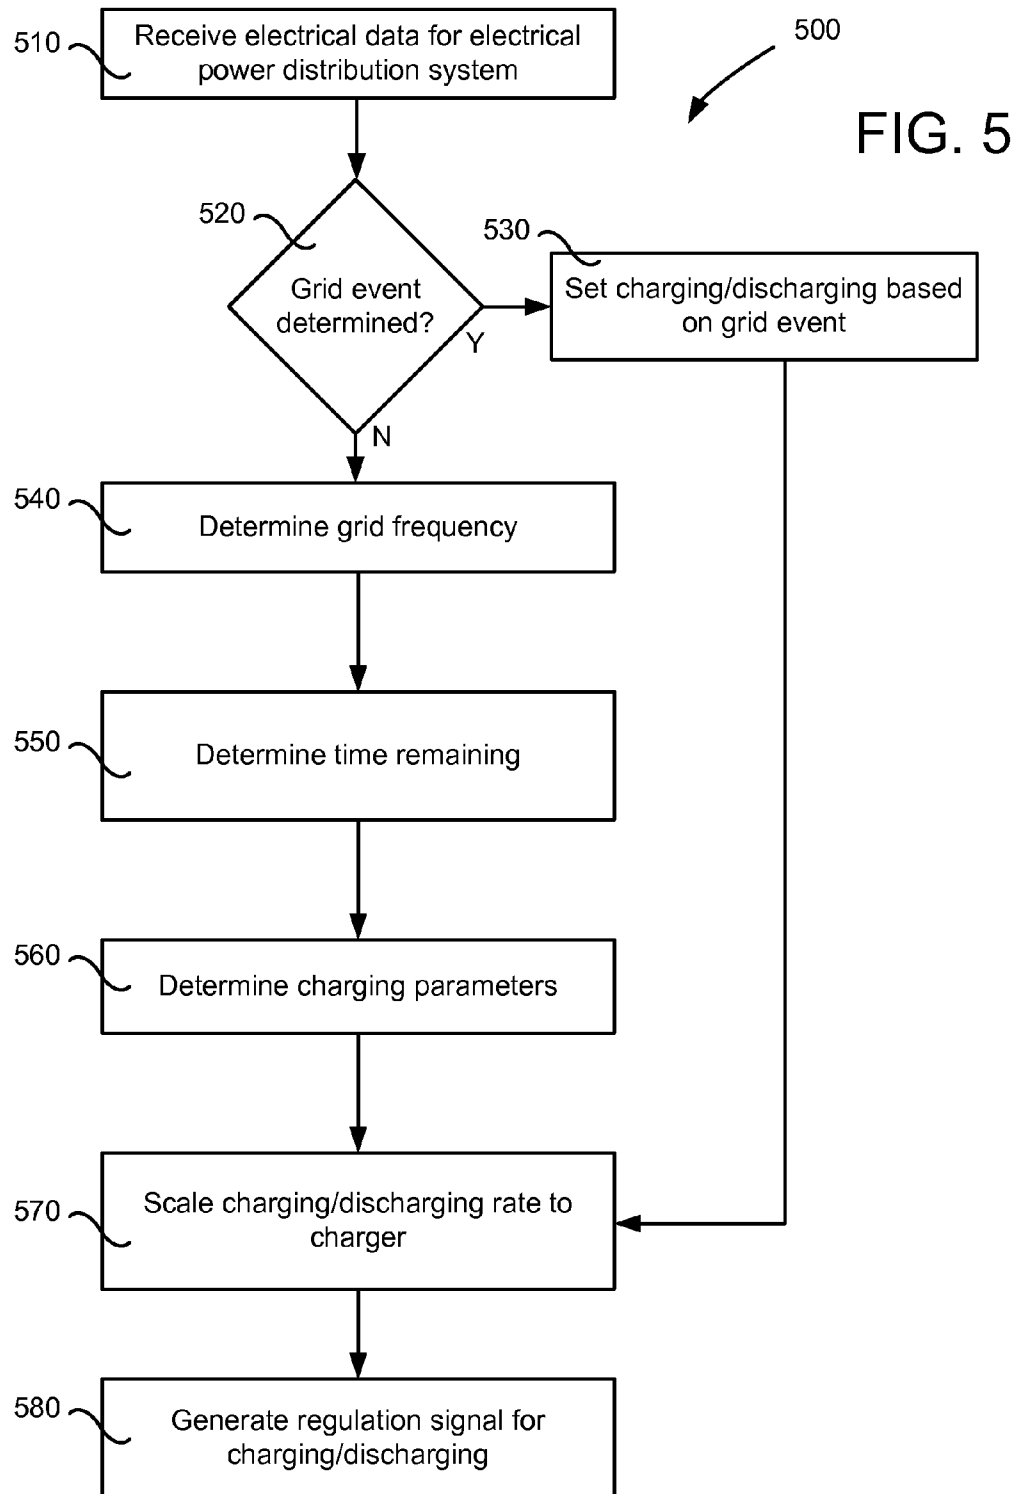 510
Receive electrical data for electrical
power distribution system
500
FIG. 5
520
Grid event
determined?
Y
N
530
Set charging/discharging based
on grid event
540
Determine grid frequency
550
Determine time remaining
560
Determine charging parameters
570
Scale charging/discharging rate to
charger
580
Generate regulation signal for
charging/discharging